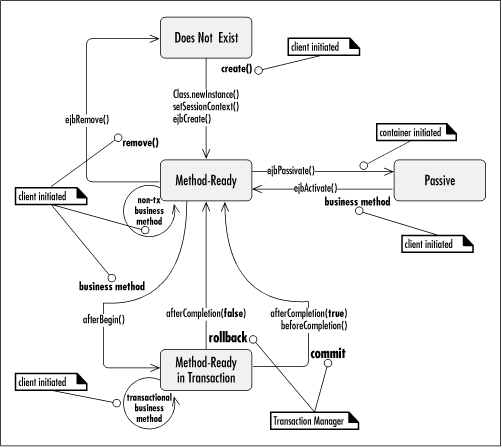 Does Not Exist
client initiated
create()
Class.newInstance()
setSessionContext()
ejbCreate()
ejbRemove()
remove()
container initiated
ejbPassivate()
Method-Ready
Passive
ejbActivate()
client initiated
non-tx
business
method
business method
client initiated
business method
afterBegin()
afterCompletion(false)
afterCompletion(true)
beforeCompletion()
rollback
commit
Method-Ready
in Transaction
client initiated
transactional
business
method
Transaction Manager